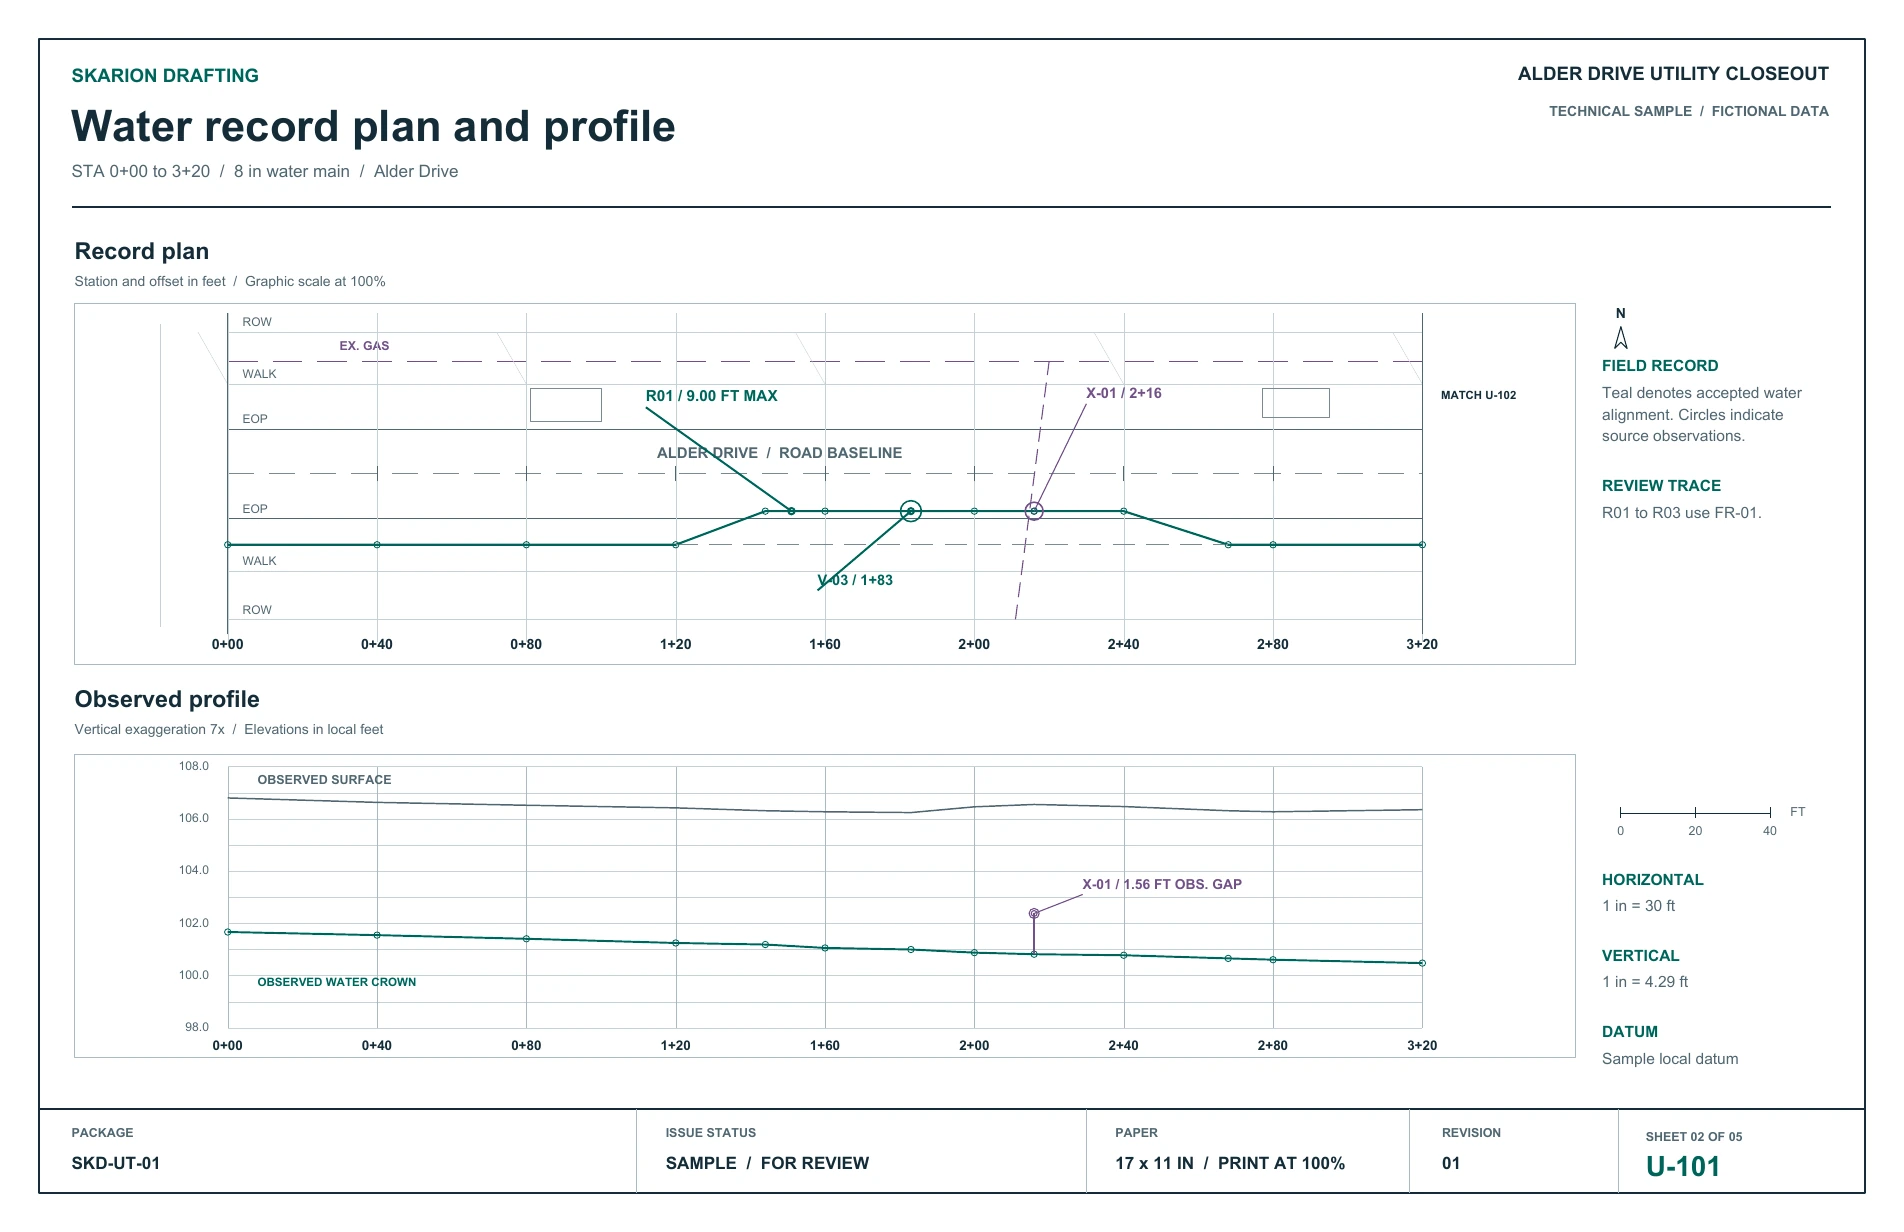 SKARION DRAFTING
ALDER DRIVE UTILITY CLOSEOUT
Water record plan and profile
TECHNICAL SAMPLE / FICTIONAL DATA
STA 0+00 to 3+20 / 8 in water main / Alder Drive
Record plan
Station and offset in feet / Graphic scale at 100%
ROW
EX. GAS
WALK
R01 / 9.00 FT MAX
X-01 / 2+16
MATCH U-102
EOP
ALDER DRIVE / ROAD BASELINE
EOP
WALK
V-03 / 1+83
ROW
0+00 0+40 0+80 1+20 1+60 2+00 2+40 2+80 3+20
N
FIELD RECORD
Teal denotes accepted water
alignment. Circles indicate
source observations.
REVIEW TRACE
R01 to R03 use FR-01.
Observed profile
Vertical exaggeration 7x / Elevations in local feet
108.0
OBSERVED SURFACE
106.0
104.0
X-01 / 1.56 FT OBS. GAP
102.0
100.0
OBSERVED WATER CROWN
98.0
0+00 0+40 0+80 1+20 1+60 2+00 2+40 2+80 3+20
FT
0 20 40
HORIZONTAL
1 in = 30 ft
VERTICAL
1 in = 4.29 ft
DATUM
Sample local datum
PACKAGE
SKD-UT-01
ISSUE STATUS
SAMPLE / FOR REVIEW
PAPER
17 x 11 IN / PRINT AT 100%
REVISION
01
SHEET 02 OF 05
U-101